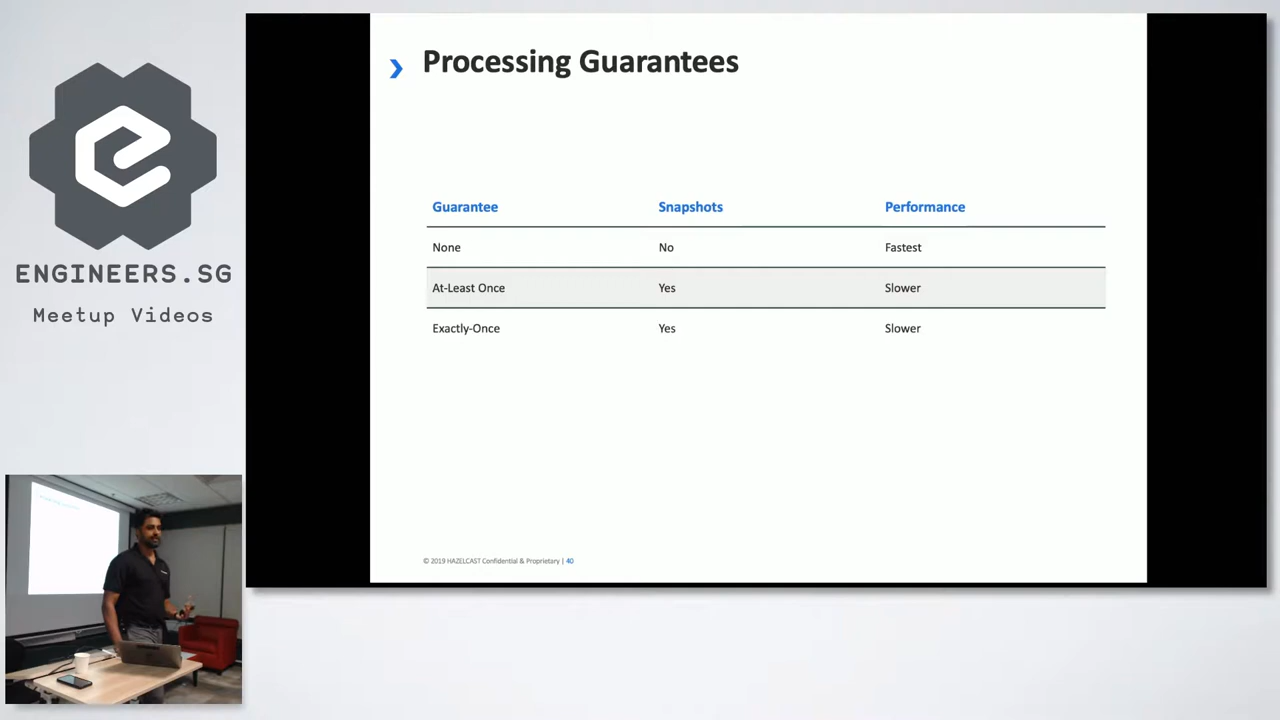 ENGINEERS.SG
Meetup Videos
Processing Guarantees
Guarantee Snapshots Performance
None No Fastest
At-Least Once Yes Slower
Exactly-Once Yes Slower
© 2019 HAZELCAST Confidential & Proprietary | 40